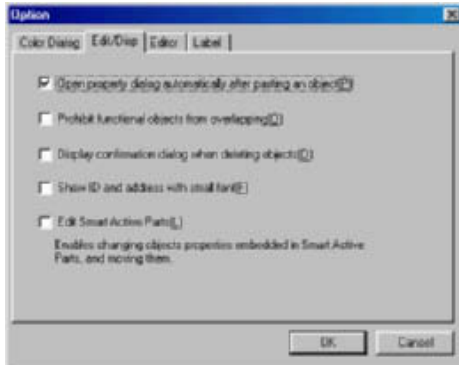 Option
Color Dialog Edit/Disp Editor Label
Open property dialog automatically after pasting an object(P)
Prohibit functional objects from overlapping(O)
Display confirmation dialog when deleting objects(D)
Show ID and address with small font(F)
Edit Smart Active Parts(L)
Enables changing objects properties embedded in Smart Active
Parts, and moving them.
OK Cancel